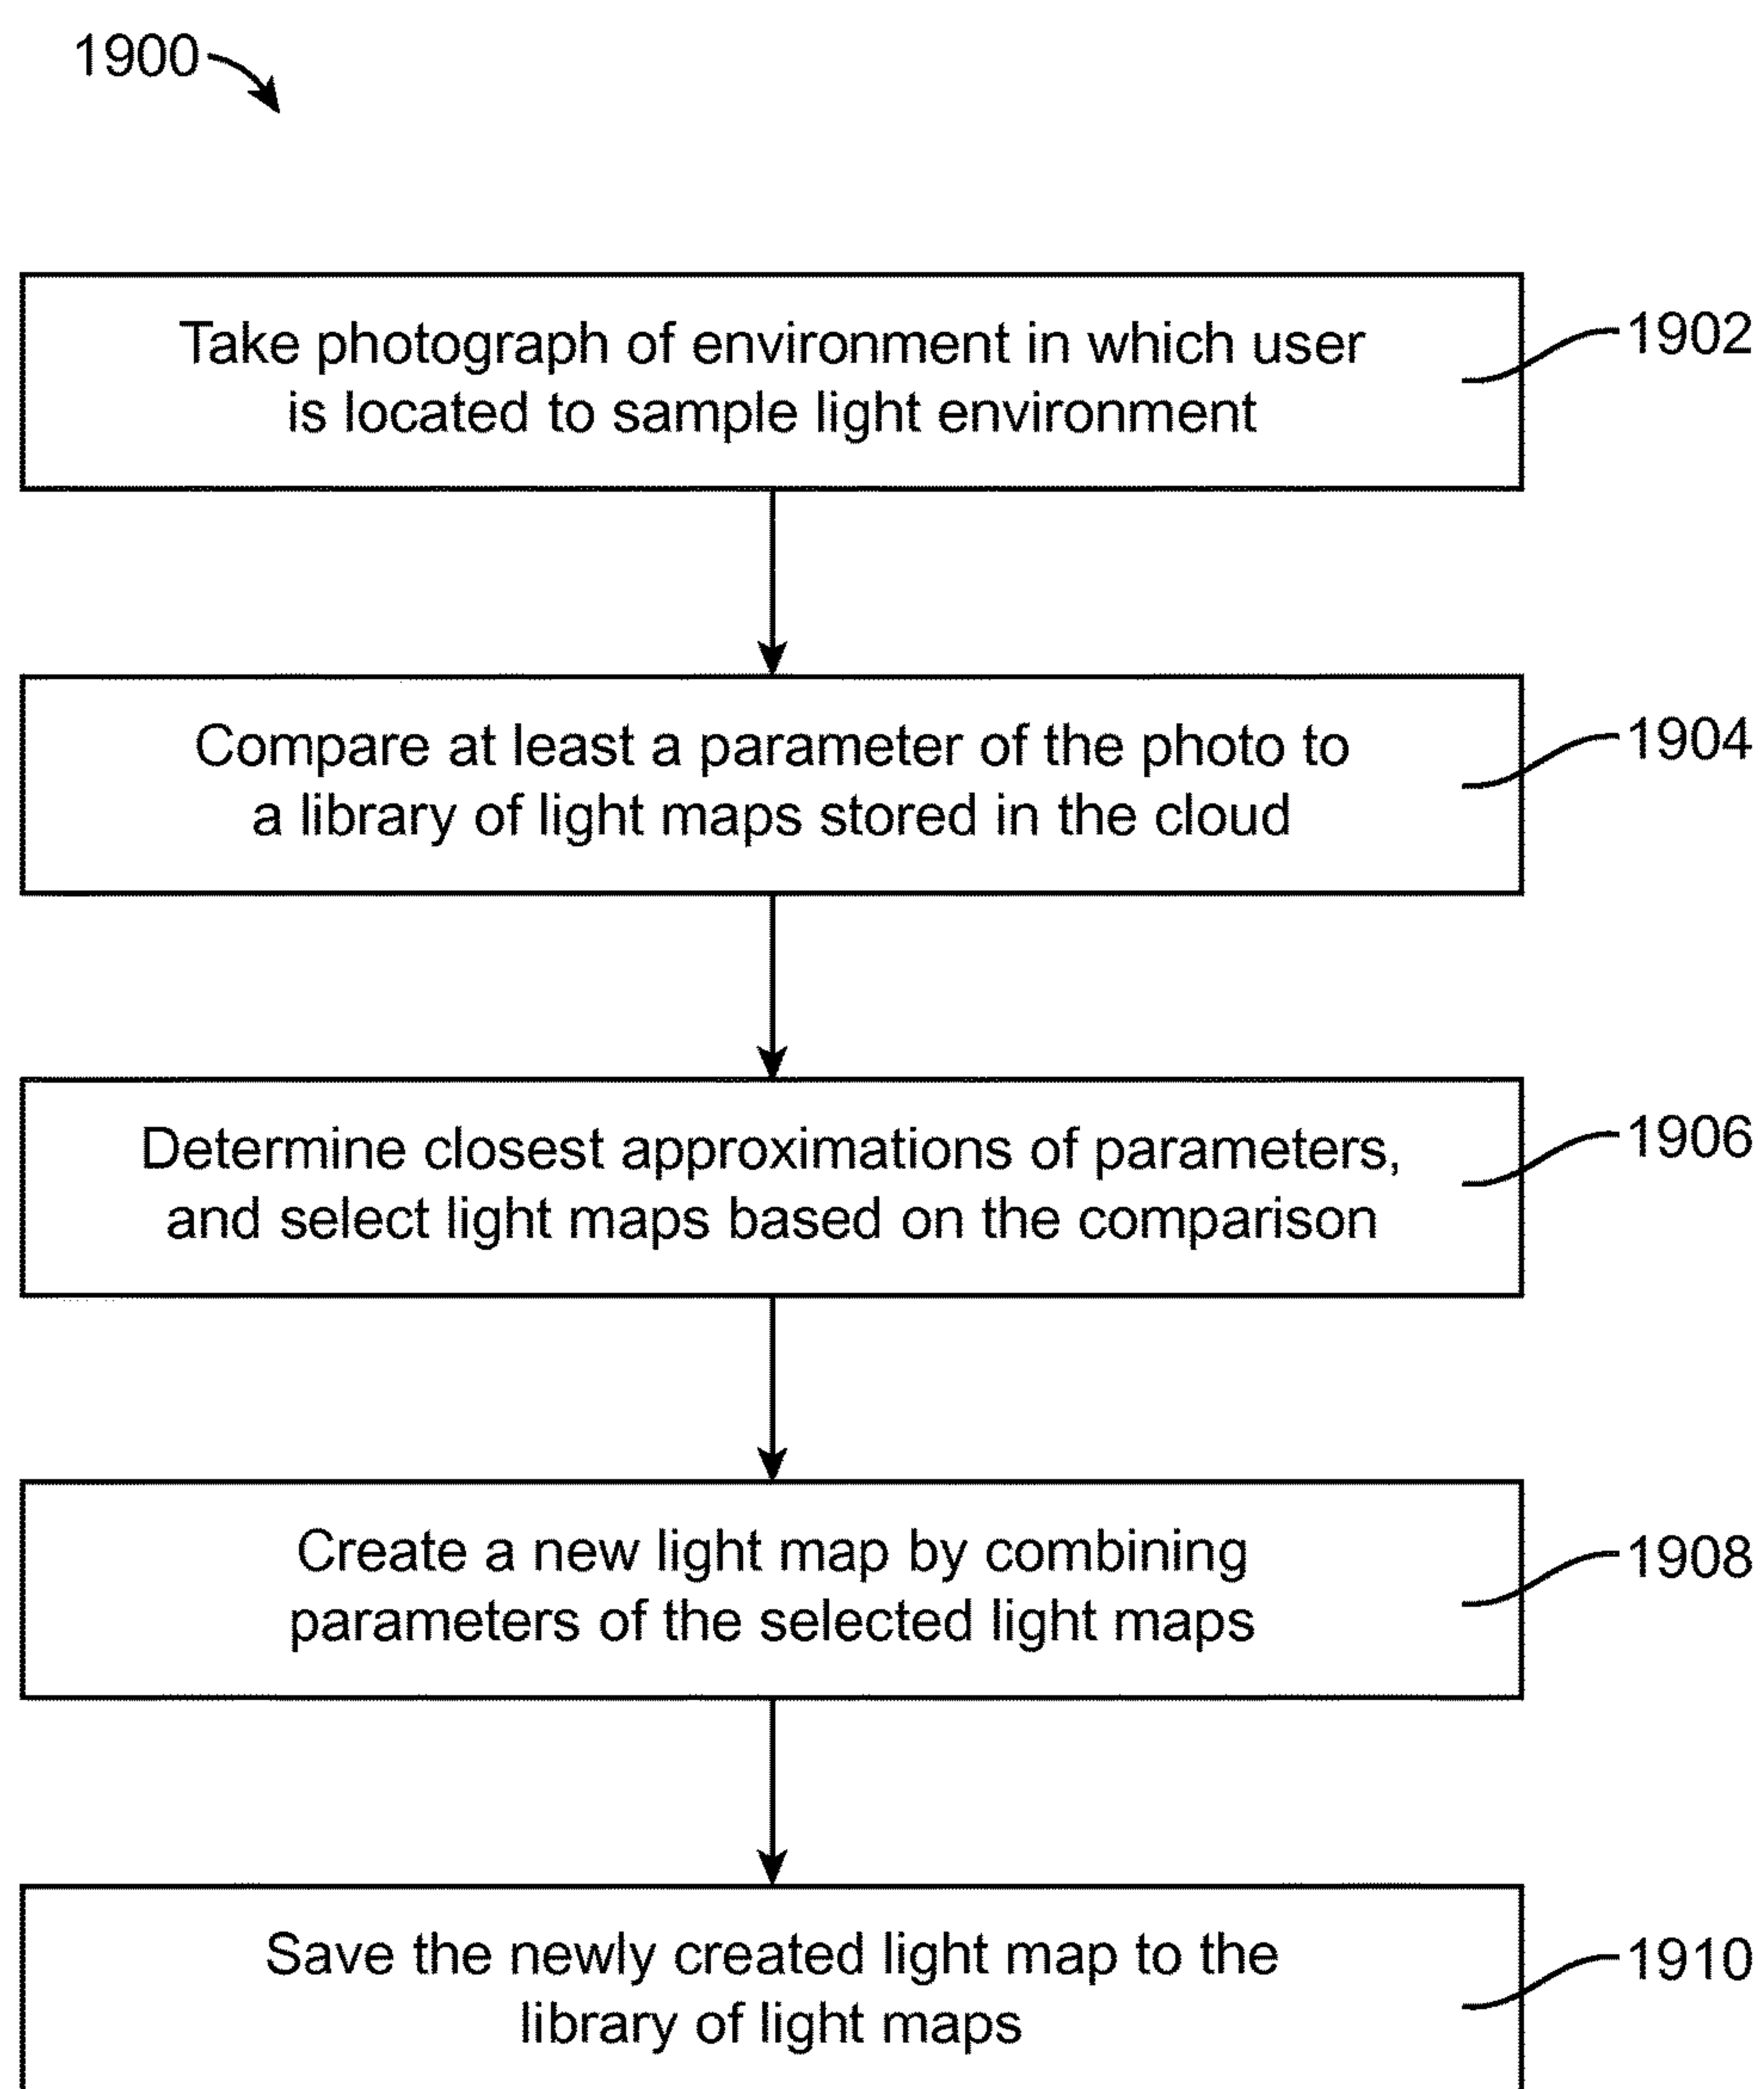 1900
Take photograph of environment in which user
is located to sample light environment
1902
Compare at least a parameter of the photo to
a library of light maps stored in the cloud
1904
Determine closest approximations of parameters,
and select light maps based on the comparison
1906
Create a new light map by combining
parameters of the selected light maps
1908
Save the newly created light map to the
library of light maps
1910